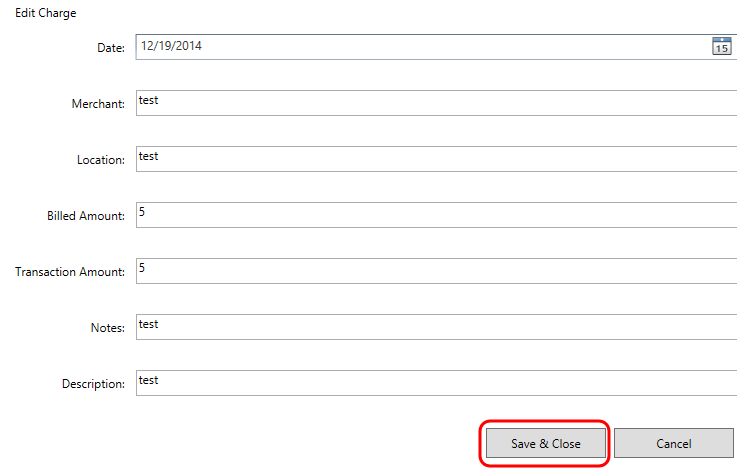 Edit Charge
Date: 12/19/2014 15
Merchant: test
Location: test
Billed Amount: 5
Transaction Amount: 5
Notes: test
Description: test
Save & Close Cancel